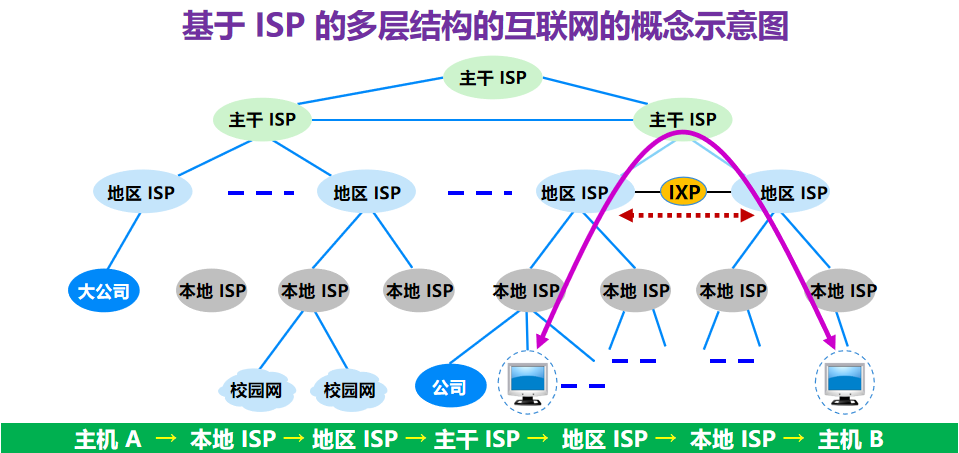 基于 ISP 的多层结构的互联网的概念示意图
主干 ISP
主干 ISP
主干 ISP
地区 ISP
地区 ISP
地区 ISP
IXP
地区 ISP
大公司
本地 ISP
本地 ISP
本地 ISP
本地 ISP
本地 ISP
本地 ISP
本地 ISP
校园网
校园网
公司
主机 A → 本地 ISP → 地区 ISP → 主干 ISP → 地区 ISP → 本地 ISP → 主机 B